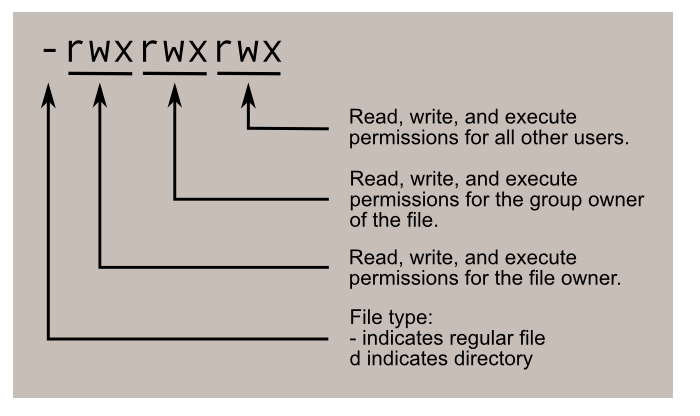 -rwxrwxrwx
Read, write, and execute
permissions for all other users.
Read, write, and execute
permissions for the group owner
of the file.
Read, write, and execute
permissions for the file owner.
File type:
- indicates regular file
d indicates directory